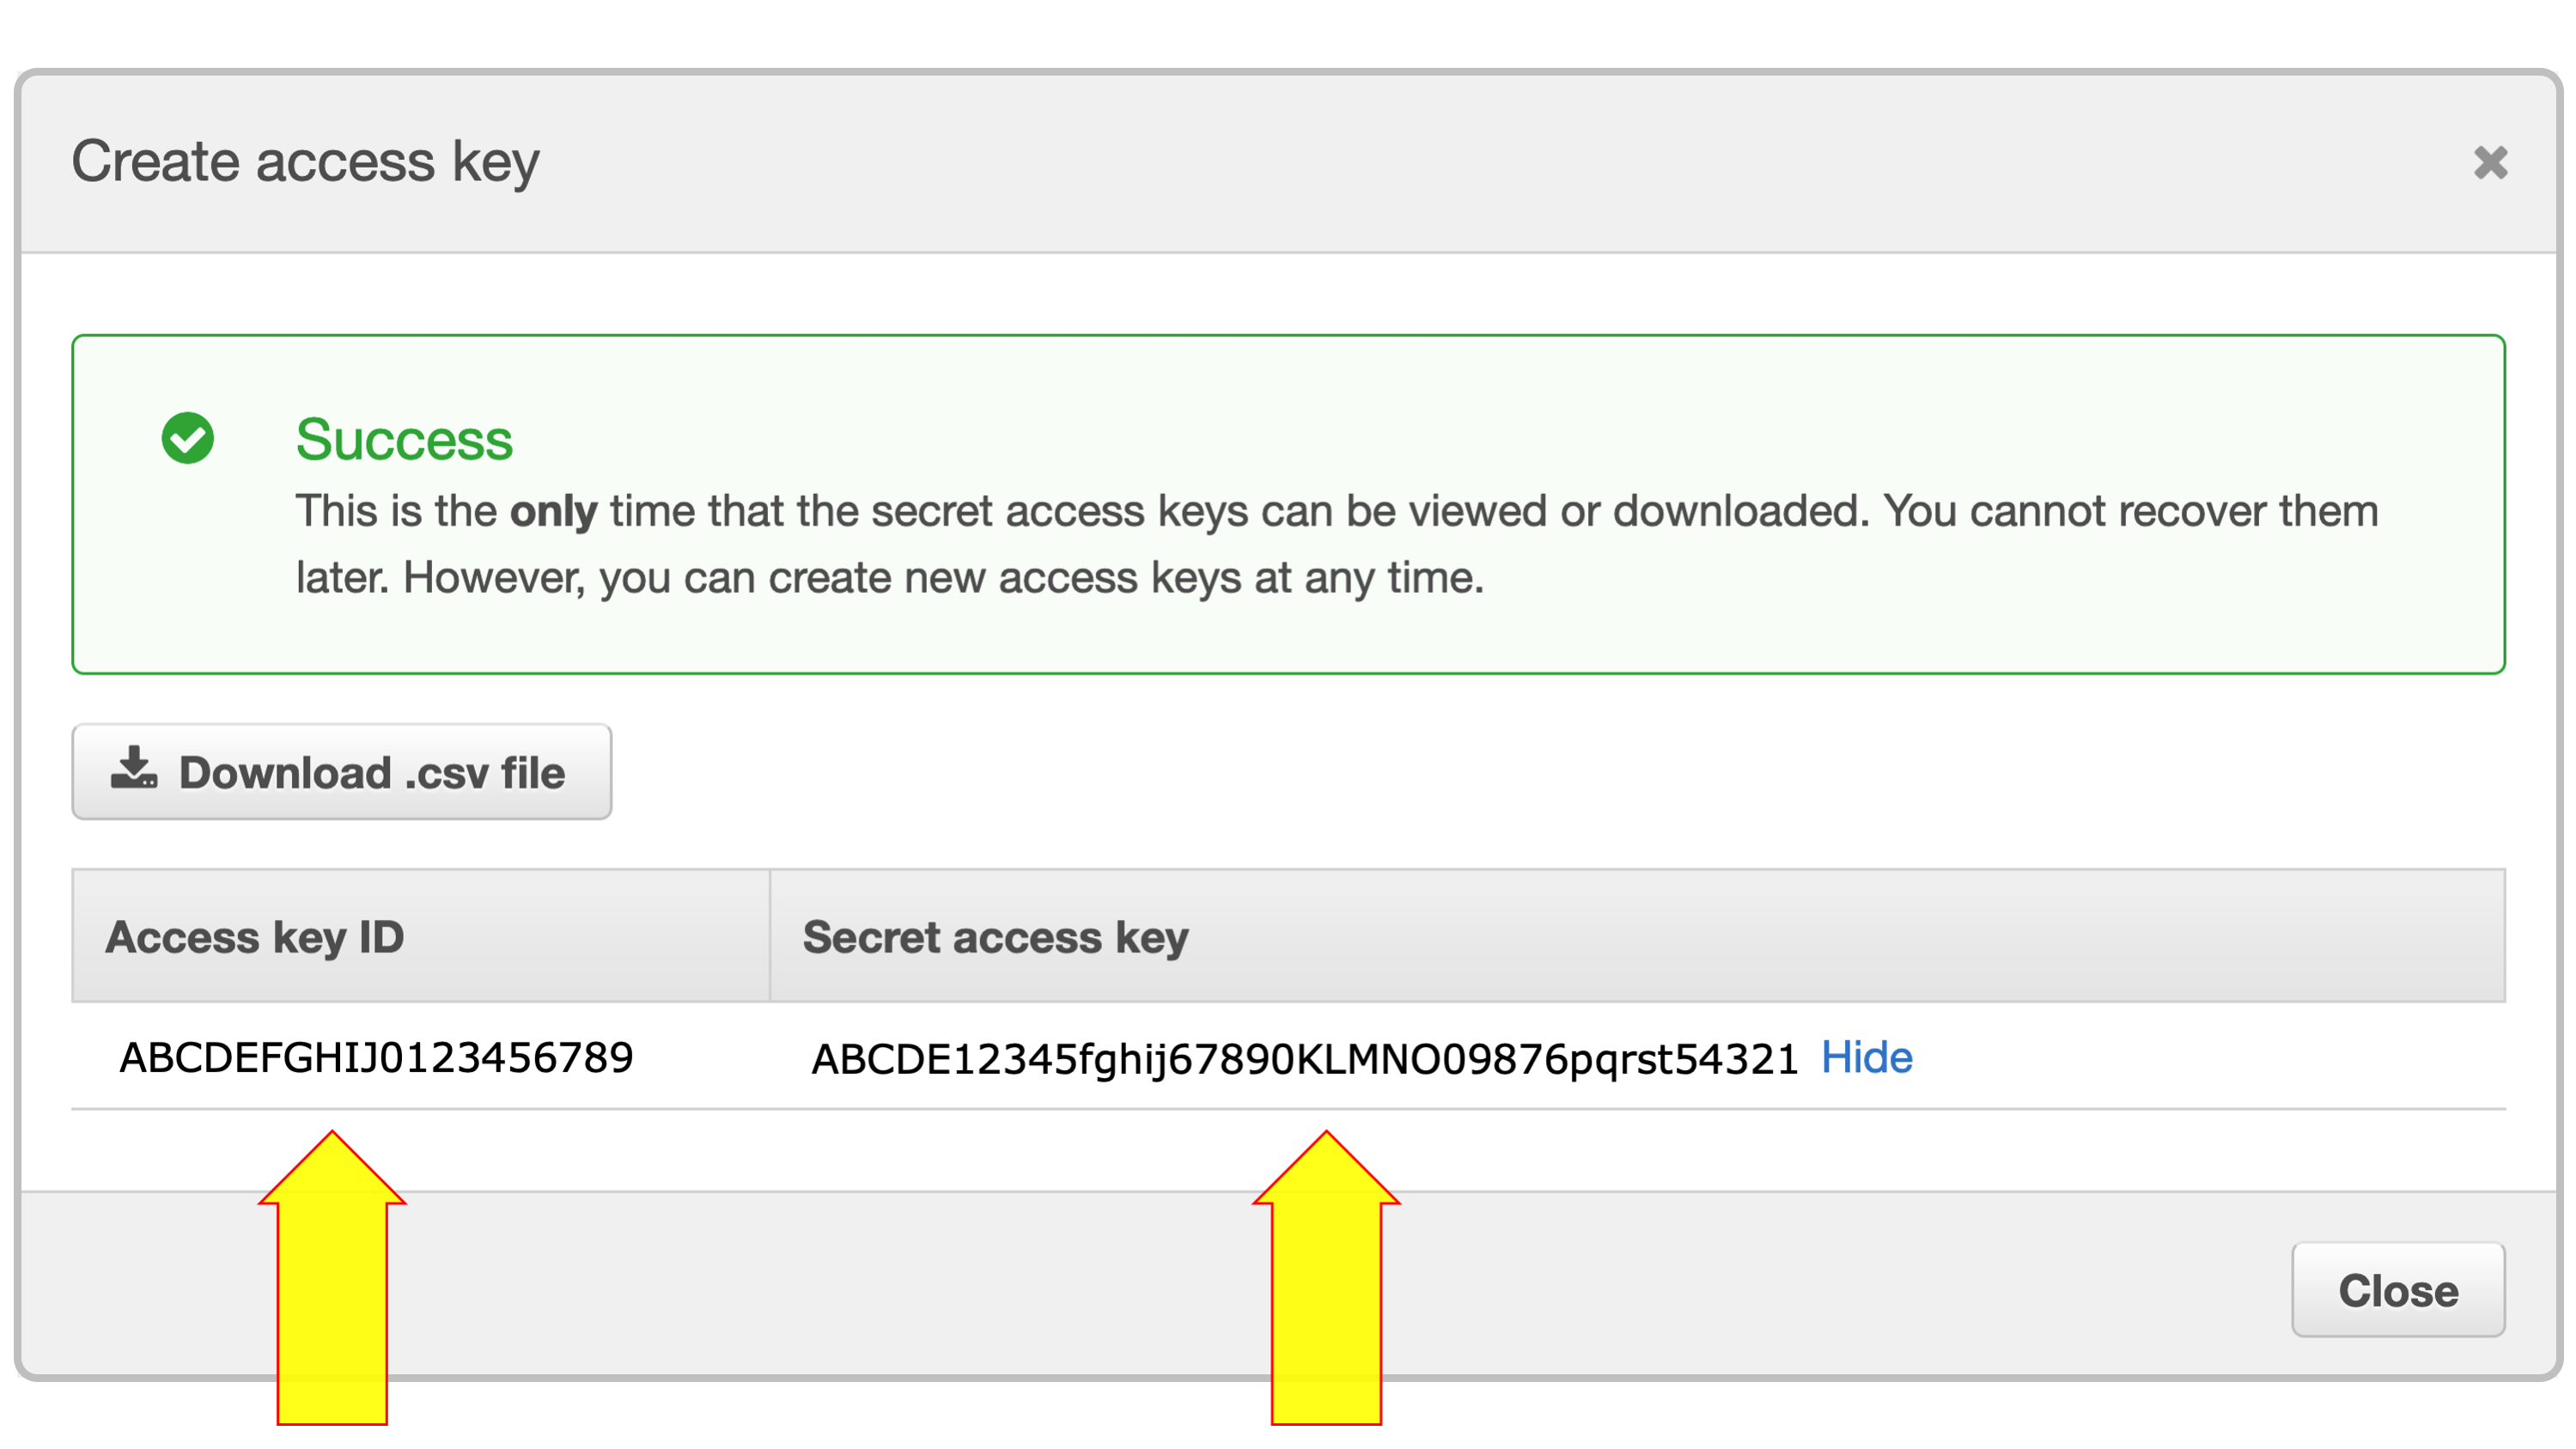 Create access key
Success
This is the only time that the secret access keys can be viewed or downloaded. You cannot recover them
later. However, you can create new access keys at any time.
Download .csv file
Access key ID Secret access key
ABCDEFGHIJ0123456789 ABCDE12345fghij67890KLMNO09876pqrst54321 Hide
Close